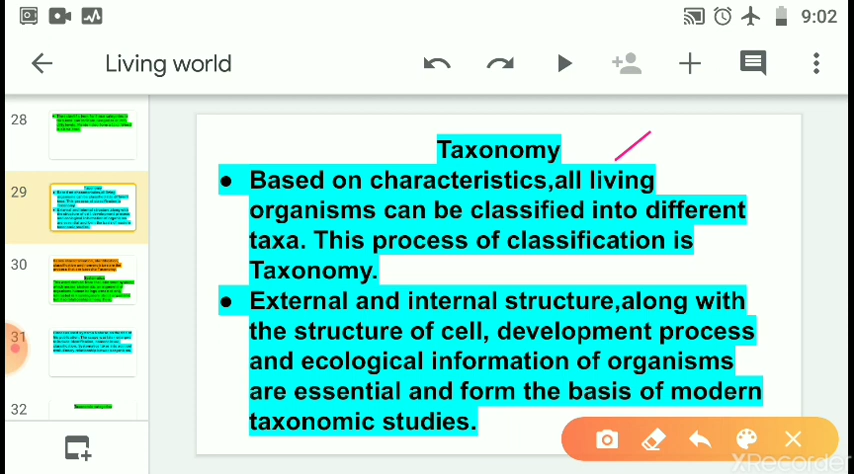 9:02
Living world
28
29
30
31
32
Taxonomy
● Based on characteristics,all living
organisms can be classified into different
taxa. This process of classification is
Taxonomy.
● External and internal structure,along with
the structure of cell, development process
and ecological information of organisms
are essential and form the basis of modern
taxonomic studies.
XRecorder